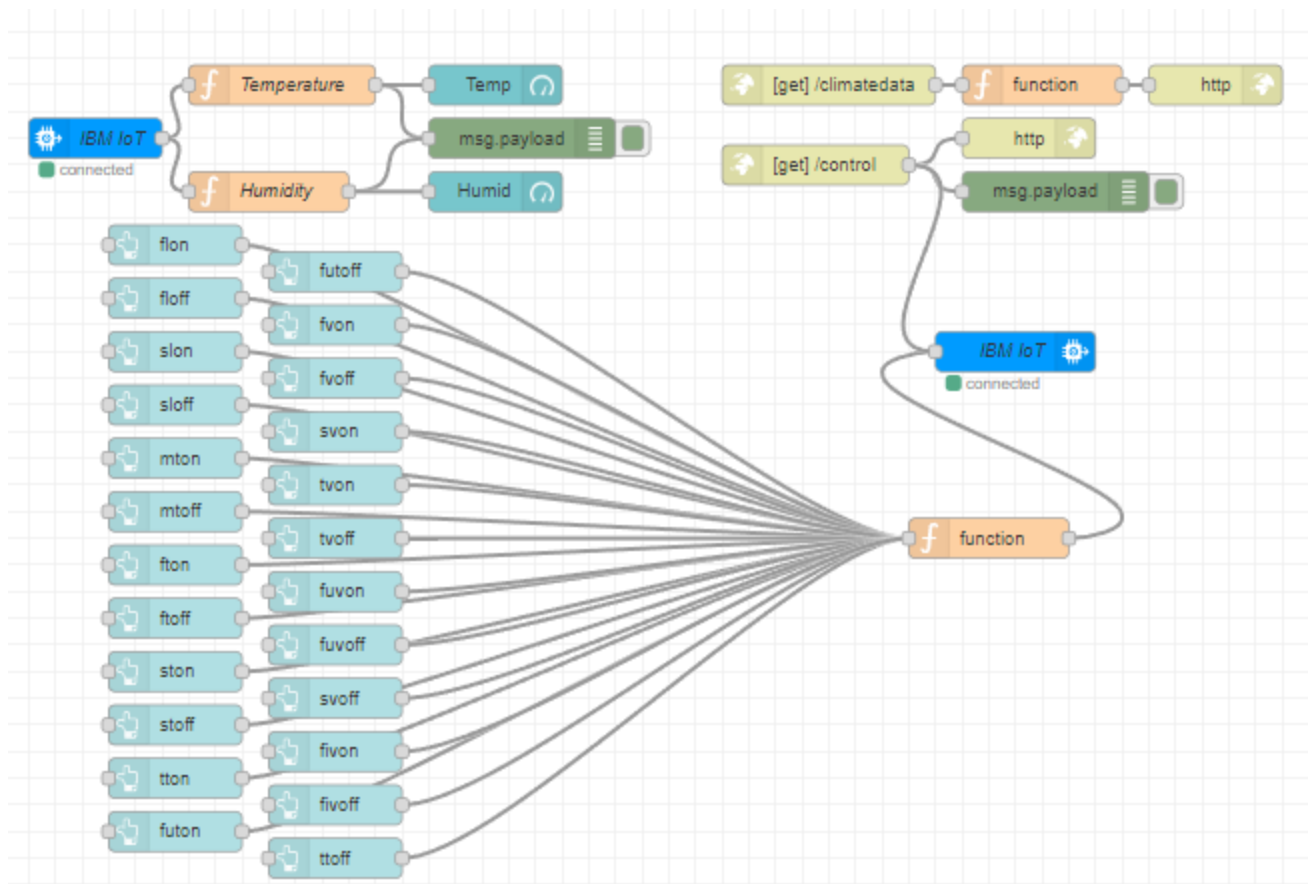 Temperature
Temp
[get] /climatedata
function
http
IBM IoT
connected
msg.payload
http
[get] /control
Humidity
Humid
msg.payload
flon
futoff
floff
fvon
slon
fvoff
IBM IoT
connected
sloff
svon
mton
tvon
mtoff
tvoff
function
fton
fuvon
ftoff
fuvoff
ston
svoff
stoff
fivon
tton
fivoff
futon
ttoff